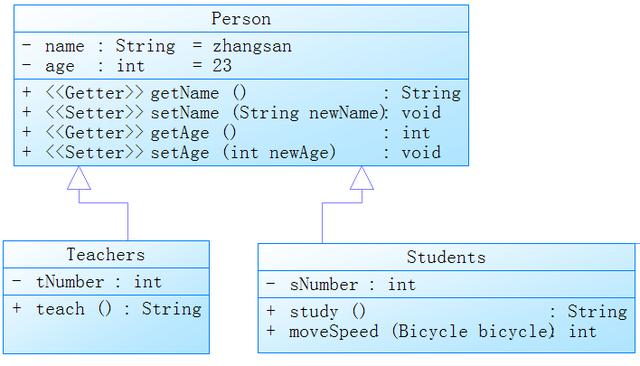 Person
- name : String = zhangsan
- age : int = 23
+ <<Getter>> getName () : String
+ <<Setter>> setName (String newName) : void
+ <<Getter>> getAge () : int
+ <<Setter>> setAge (int newAge) : void
Teachers
- tNumber : int
+ teach () : String
Students
- sNumber : int
+ study () : String
+ moveSpeed (Bicycle bicycle) : int